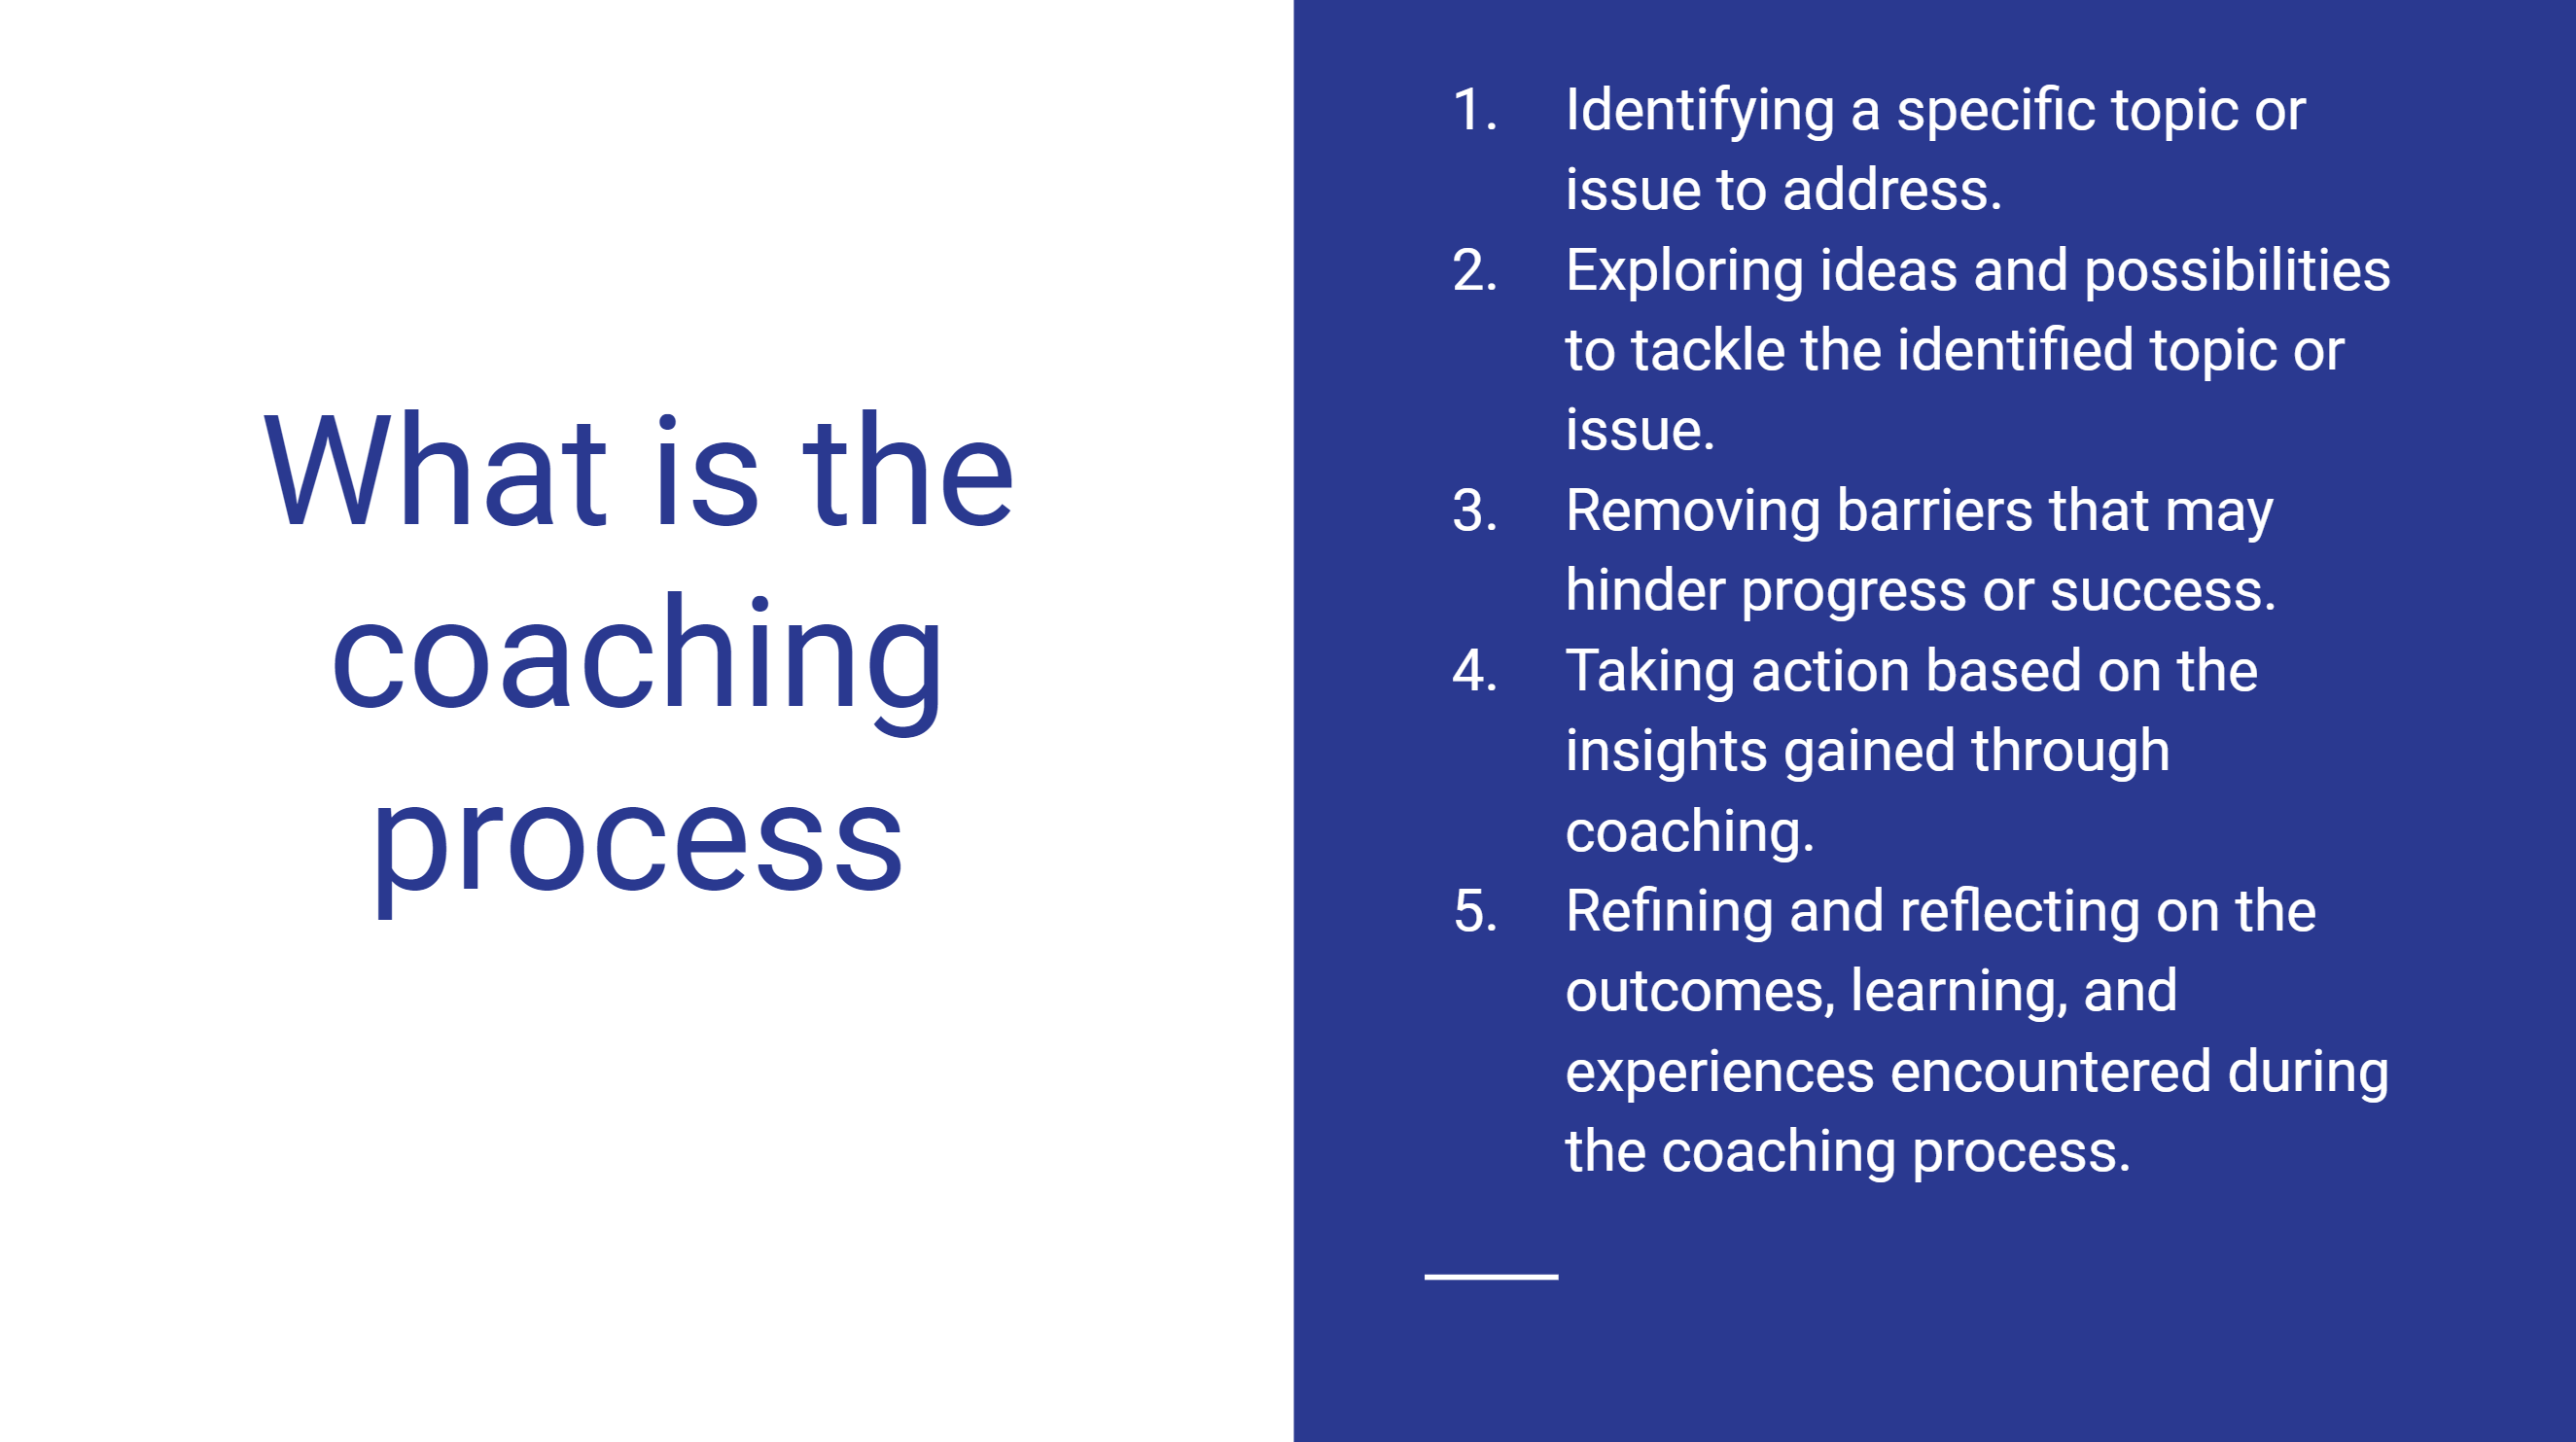 What is the
coaching
process
1. Identifying a specific topic or
issue to address.
2. Exploring ideas and possibilities
to tackle the identified topic or
issue.
3. Removing barriers that may
hinder progress or success.
4. Taking action based on the
insights gained through
coaching.
5. Refining and reflecting on the
outcomes, learning, and
experiences encountered during
the coaching process.